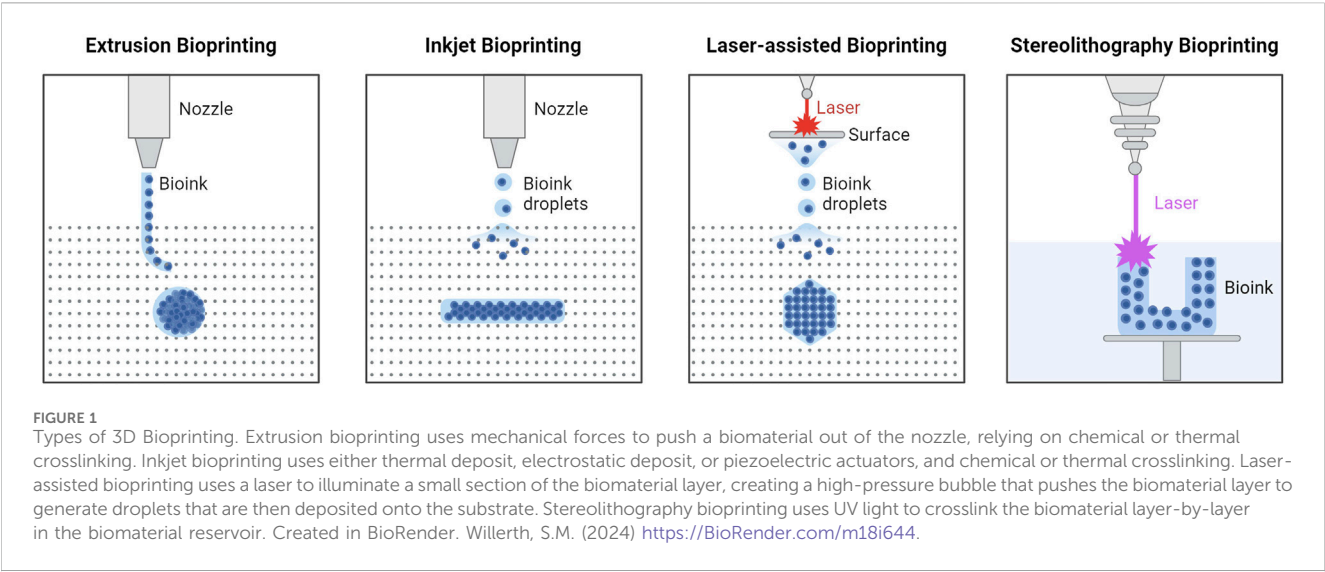 Extrusion Bioprinting
Inkjet Bioprinting
Laser-assisted Bioprinting
Stereolithography Bioprinting
Nozzle
Bioink
Nozzle
Bioink
droplets
Laser
Surface
Bioink
droplets
Laser
Bioink
FIGURE 1
Types of 3D Bioprinting. Extrusion bioprinting uses mechanical forces to push a biomaterial out of the nozzle, relying on chemical or thermal
crosslinking. Inkjet bioprinting uses either thermal deposit, electrostatic deposit, or piezoelectric actuators, and chemical or thermal crosslinking. Laser-
assisted bioprinting uses a laser to illuminate a small section of the biomaterial layer, creating a high-pressure bubble that pushes the biomaterial layer to
generate droplets that are then deposited onto the substrate. Stereolithography bioprinting uses UV light to crosslink the biomaterial layer-by-layer
in the biomaterial reservoir. Created in BioRender. Willerth, S.M. (2024) https://BioRender.com/m18i644.